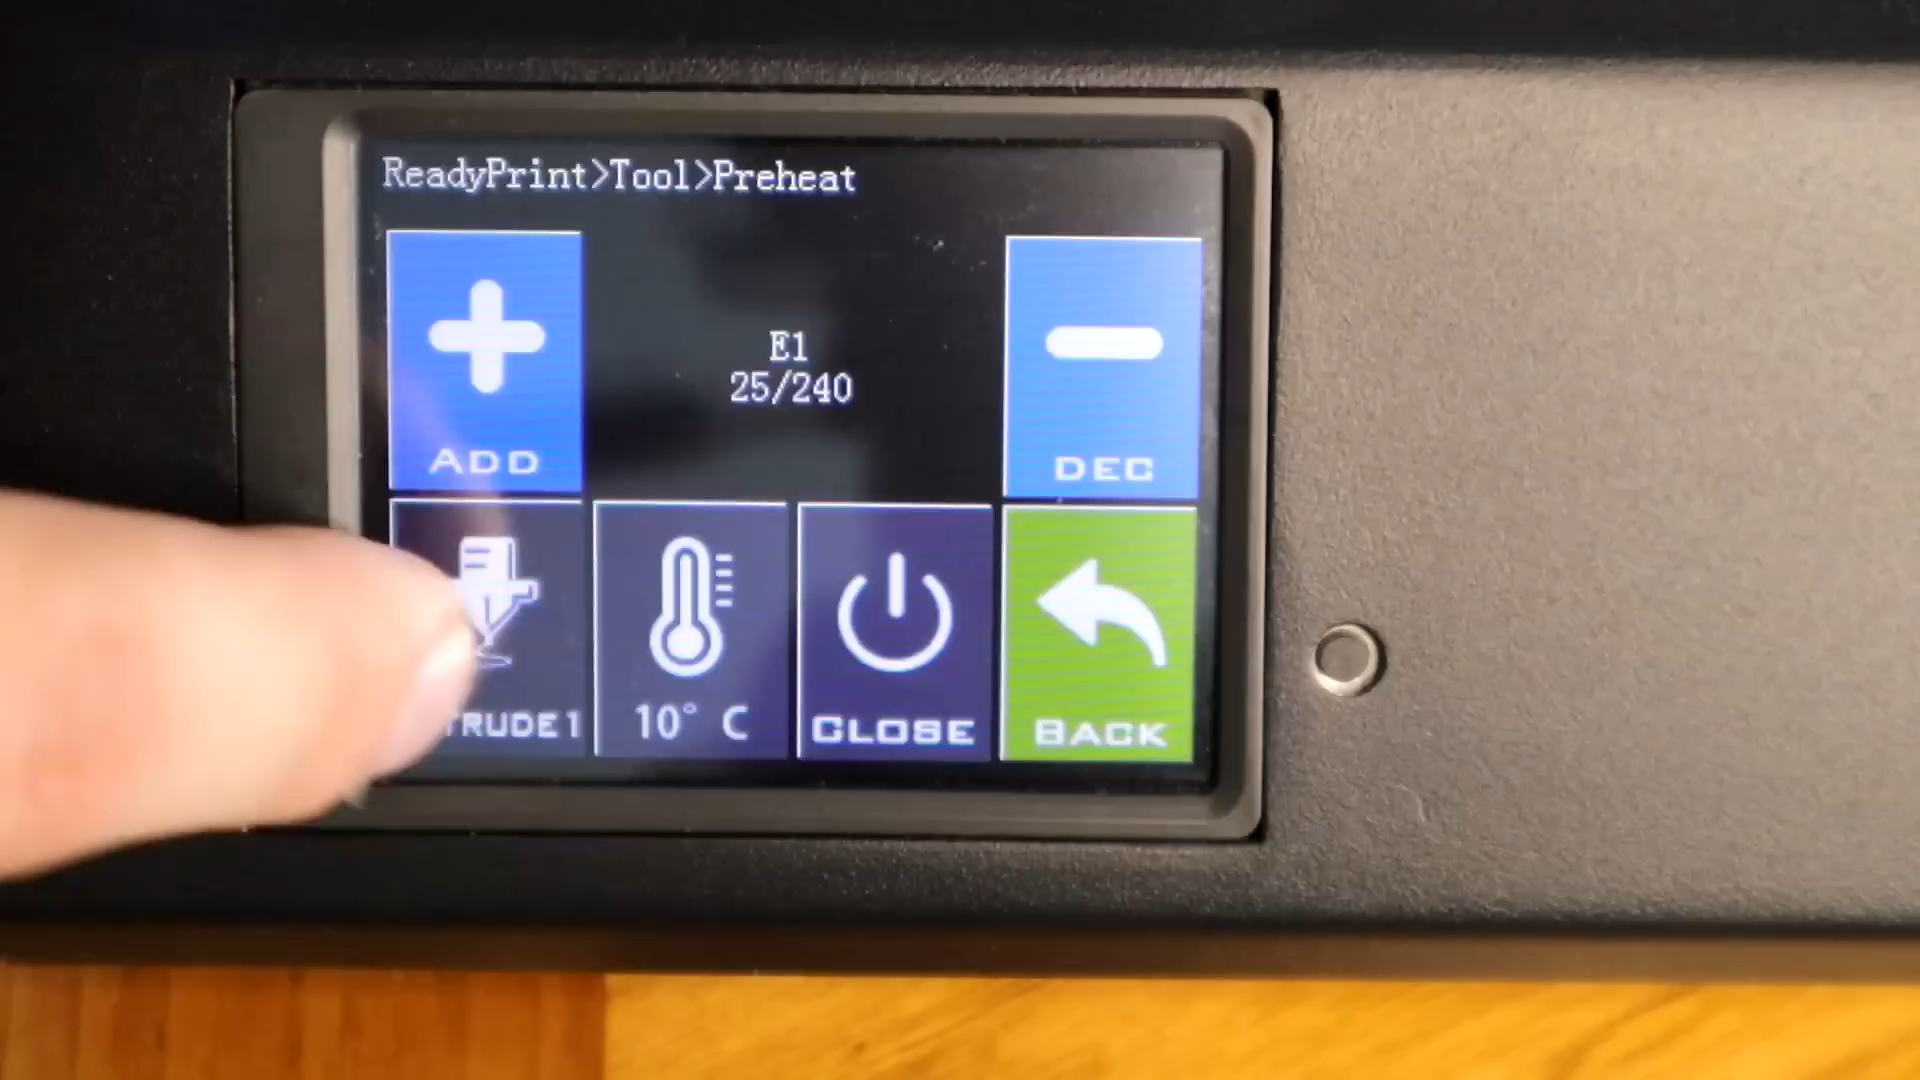 ReadyPrint>Tool>Preheat
E1
25/240
ADD
DEC
TRUDE1
10° C
CLOSE
BACK